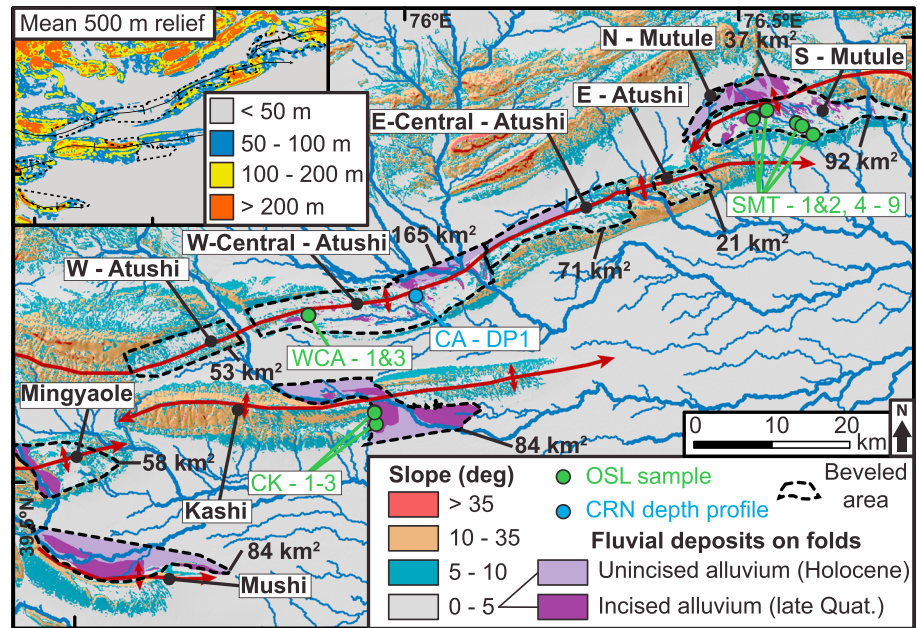 Mean 500 m relief
< 50 m
50 - 100 m
100 - 200 m
> 200 m
76°E
76.5°E
N - Mutule
37 km²
S - Mutule
E - Atushi
E-Central - Atushi
92 km²
SMT - 1&2, 4 - 9
W-Central - Atushi
165 km²
21 km²
71 km²
W - Atushi
WCA - 1&3
CA - DP1
53 km²
Mingyaole
84 km²
58 km²
CK - 1-3
Kashi
39.5°N
84 km²
Mushi
0 10 20
km
N
Slope (deg)
> 35
10 - 35
5 - 10
0 - 5
OSL sample
CRN depth profile
Beveled
area
Fluvial deposits on folds
Unincised alluvium (Holocene)
Incised alluvium (late Quat.)